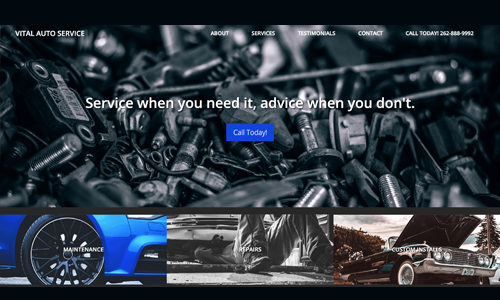 VITAL AUTO SERVICE
ABOUT SERVICES TESTIMONIALS CONTACT CALL TODAY! 262-888-9992
Service when you need it, advice when you don't.
Call Today!
MAINTENANCE REPAIRS CUSTOM INSTALLS